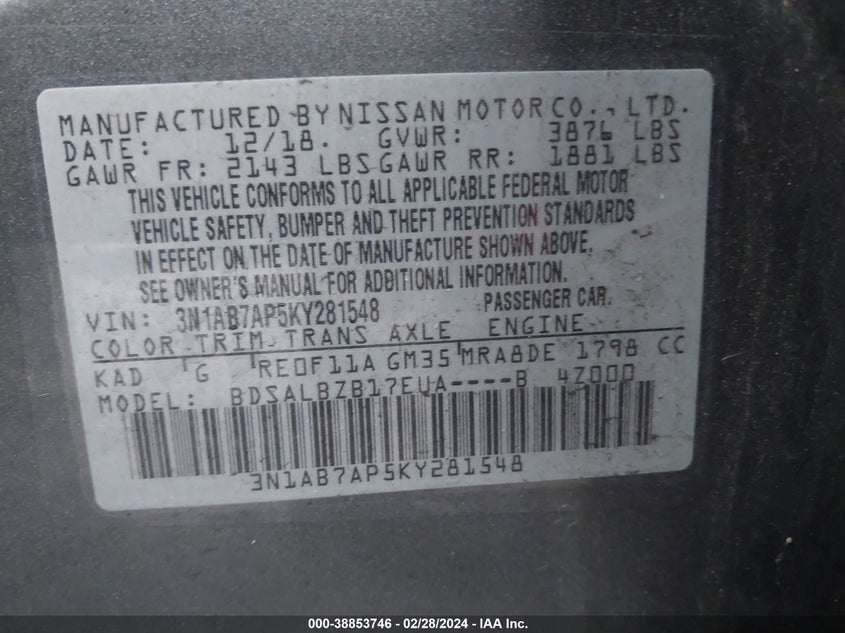 MANUFACTURED BY NISSAN MOTOR CO., LTD.
DATE: 12/18. GVWR: 3876 LBS
GAWR FR: 2143 LBS GAWR RR: 1881 LBS
THIS VEHICLE CONFORMS TO ALL APPLICABLE FEDERAL MOTOR
VEHICLE SAFETY, BUMPER AND THEFT PREVENTION STANDARDS
IN EFFECT ON THE DATE OF MANUFACTURE SHOWN ABOVE.
SEE OWNER'S MANUAL FOR ADDITIONAL INFORMATION.
VIN: 3N1AB7AP5KY281548 PASSENGER CAR.
COLOR TRIM TRANS AXLE ENGINE
KAD G RE0F11A GM35 MRA8DE 1798 CC
MODEL: BDSALBZB17EUA----B 4Z000
3N1AB7AP5KY281548
000-38853746 - 02/28/2024 - IAA Inc.